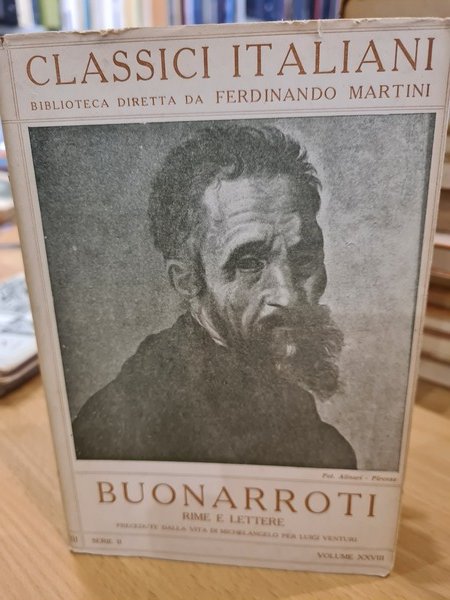 CLASSICI ITALIANI
BIBLIOTECA DIRETTA DA FERDINANDO MARTINI
Fot. Alinari - Firenze
BUONARROTI
RIME E LETTERE
PRECEDUTE DALLA VITA DI MICHELANGELO PER LUIGI VENTURI
SERIE II
VOLUME XXVIII